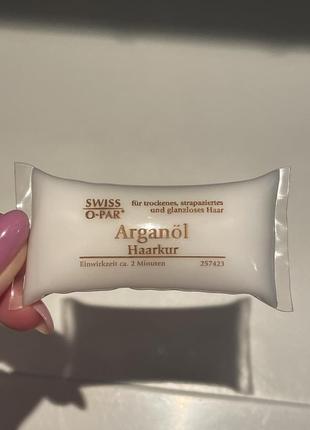 SWISS
O-PAR®
für trockenes, strapaziertes
und glanzloses Haar
Arganöl
Haarkur
Einwirkzeit ca. 2 Minuten 257423